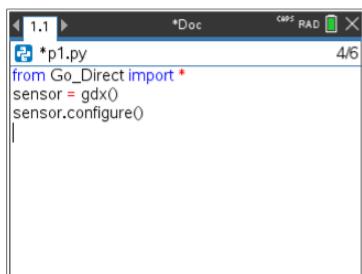 1.1 *Doc CAPS RAD
*p1.py 4/6
from Go_Direct import *
sensor = gdx()
sensor.configure()